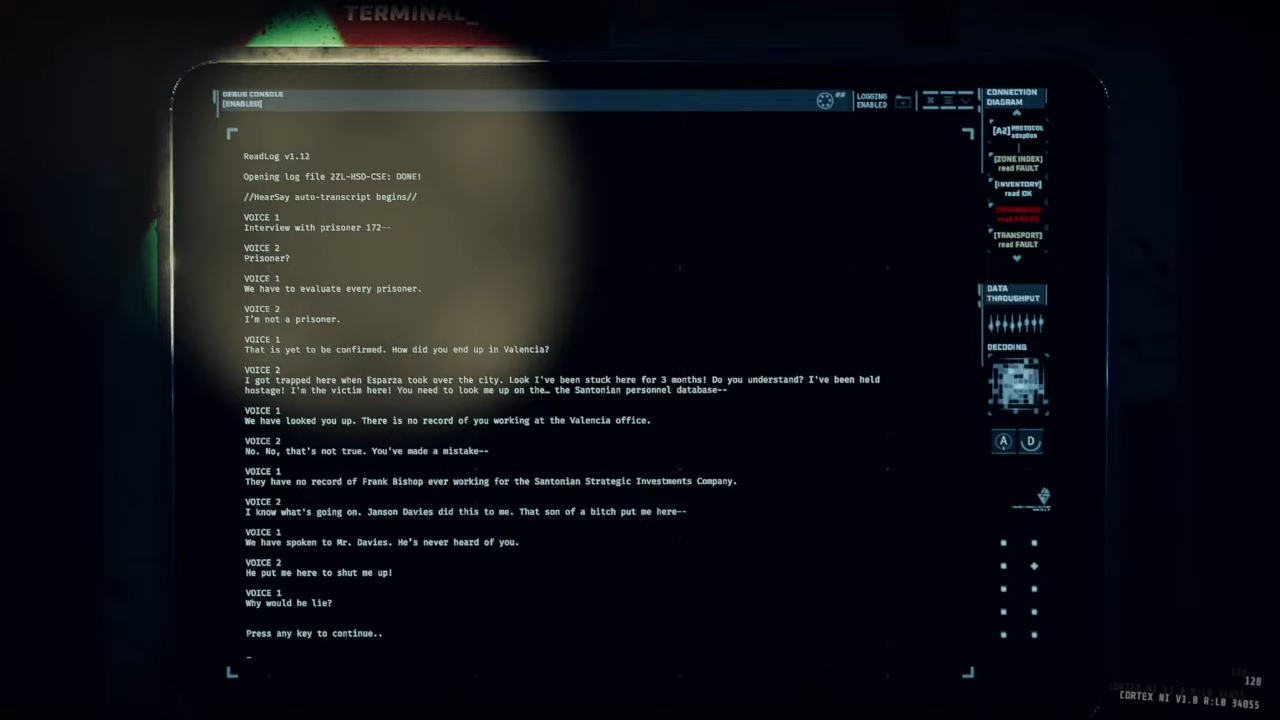 TERMINAL_
DEBUG CONSOLE
[ENABLED]
LOGGING
ENABLED
CONNECTION
DIAGRAM
[A2] PROTOCOL
adaption
[ZONE INDEX]
read FAULT
[INVENTORY]
read OK
read FAILED
[TRANSPORT]
read FAULT
DATA
THROUGHPUT
DECODING
A D
ReadLog v1.12
Opening log file 2ZL-HSD-CSE: DONE!
//HearSay auto-transcript begins//
VOICE 1
Interview with prisoner 172--
VOICE 2
Prisoner?
VOICE 1
We have to evaluate every prisoner.
VOICE 2
I'm not a prisoner.
VOICE 1
That is yet to be confirmed. How did you end up in Valencia?
VOICE 2
I got trapped here when Esparza took over the city. Look I've been stuck here for 3 months! Do you understand? I've been held
hostage! I'm the victim here! You need to look me up on the… the Santonian personnel database--
VOICE 1
We have looked you up. There is no record of you working at the Valencia office.
VOICE 2
No. No, that's not true. You've made a mistake--
VOICE 1
They have no record of Frank Bishop ever working for the Santonian Strategic Investments Company.
VOICE 2
I know what's going on. Janson Davies did this to me. That son of a bitch put me here--
VOICE 1
We have spoken to Mr. Davies. He's never heard of you.
VOICE 2
He put me here to shut me up!
VOICE 1
Why would he lie?
Press any key to continue..
_
128
CORTEX NI V1.0 R:L0 34855